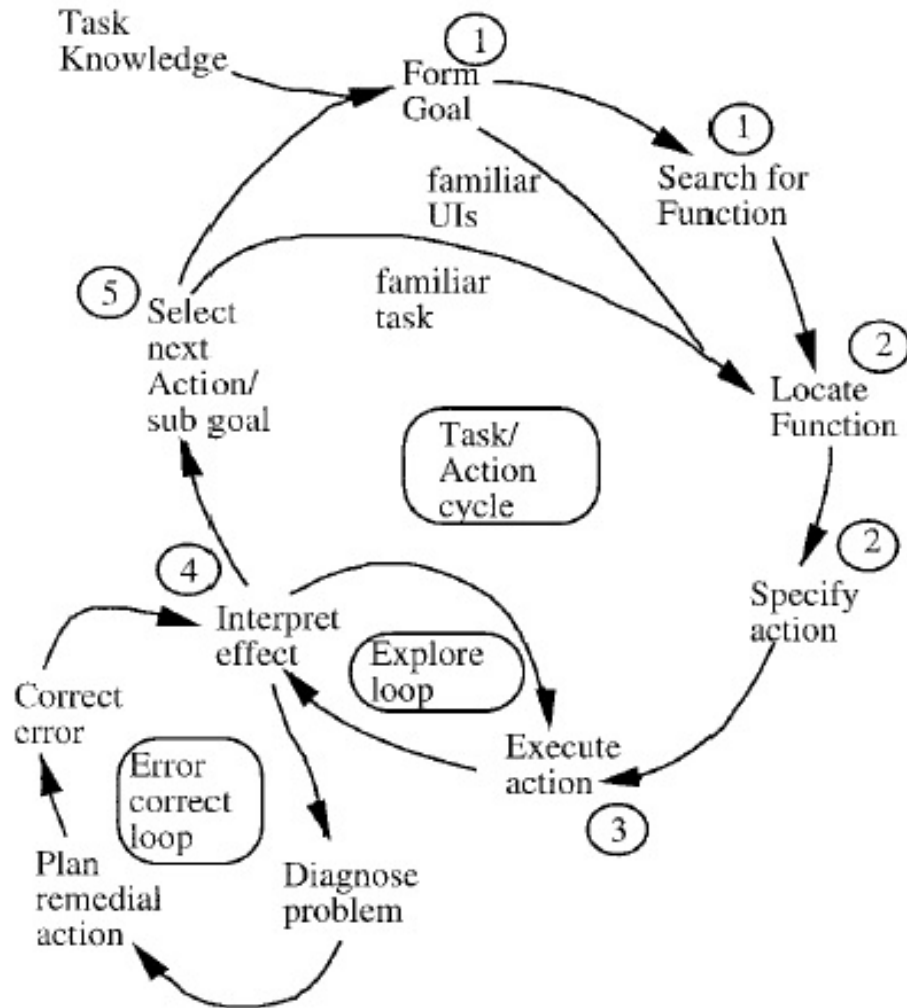 Task
Knowledge
1
Form
Goal
1
Search for
Function
familiar
UIs
familiar
task
5
Select
next
Action/
sub goal
2
Locate
Function
Task/
Action
cycle
2
Specify
action
4
Interpret
effect
Explore
loop
Execute
action
3
Correct
error
Error
correct
loop
Plan
remedial
action
Diagnose
problem